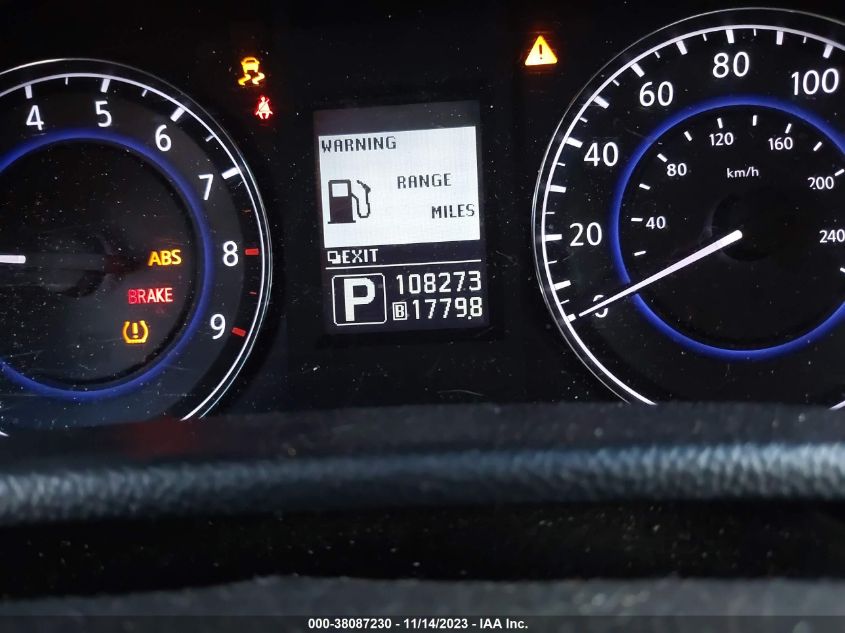 4 5 6 7 8 9
ABS
BRAKE
WARNING
RANGE
MILES
EXIT
P 108273
B 1779.8
0 20 40 60 80 100
40 80 120 160 200 240
km/h
000-38087230 - 11/14/2023 - IAA Inc.